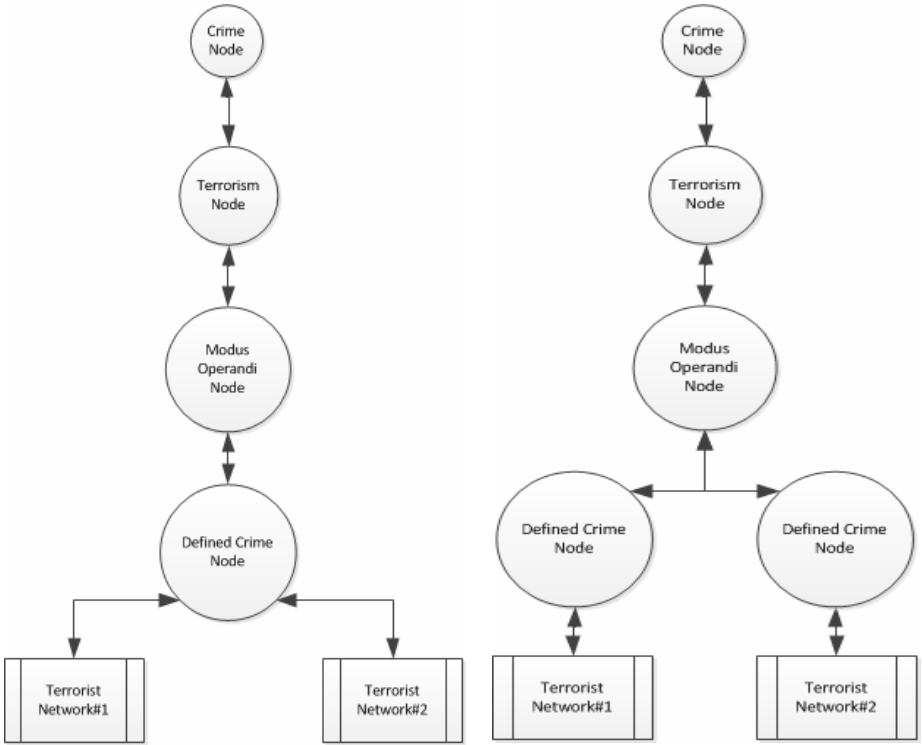 Crime
Node
Terrorism
Node
Modus
Operandi
Node
Defined Crime
Node
Terrorist
Network#1
Terrorist
Network#2
Crime
Node
Terrorism
Node
Modus
Operandi
Node
Defined Crime
Node
Defined Crime
Node
Terrorist
Network#1
Terrorist
Network#2